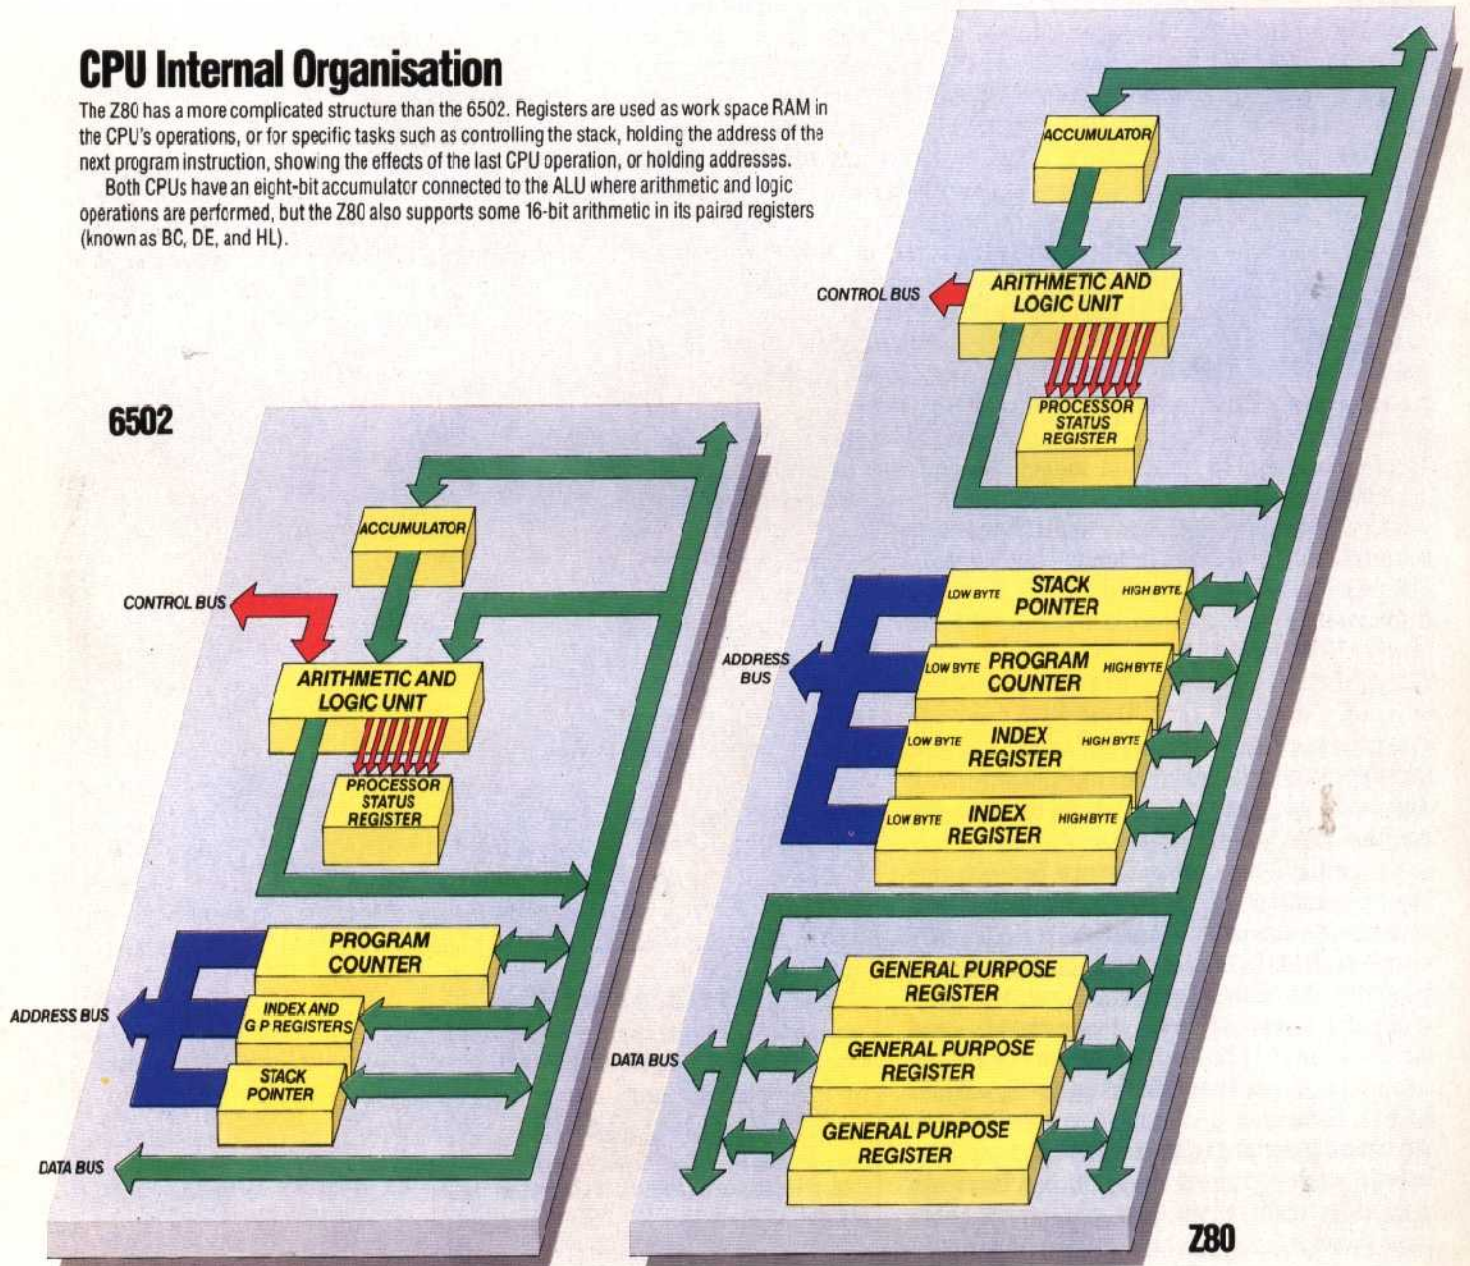 CPU Internal Organisation
The Z80 has a more complicated structure than the 6502. Registers are used as work space RAM in
the CPU's operations, or for specific tasks such as controlling the stack, holding the address of the
next program instruction, showing the effects of the last CPU operation, or holding addresses.
Both CPUs have an eight-bit accumulator connected to the ALU where arithmetic and logic
operations are performed, but the Z80 also supports some 16-bit arithmetic in its paired registers
(known as BC, DE, and HL).
6502
ACCUMULATOR
CONTROL BUS
ARITHMETIC AND
LOGIC UNIT
PROCESSOR
STATUS
REGISTER
PROGRAM
COUNTER
ADDRESS BUS
INDEX AND
G P REGISTERS
STACK
POINTER
DATA BUS
ACCUMULATOR
CONTROL BUS
ARITHMETIC AND
LOGIC UNIT
PROCESSOR
STATUS
REGISTER
LOW BYTE STACK HIGH BYTE
POINTER
ADDRESS
BUS
LOW BYTE PROGRAM HIGH BYTE
COUNTER
LOW BYTE INDEX HIGH BYTE
REGISTER
LOW BYTE INDEX HIGH BYTE
REGISTER
GENERAL PURPOSE
REGISTER
DATA BUS
GENERAL PURPOSE
REGISTER
GENERAL PURPOSE
REGISTER
Z80